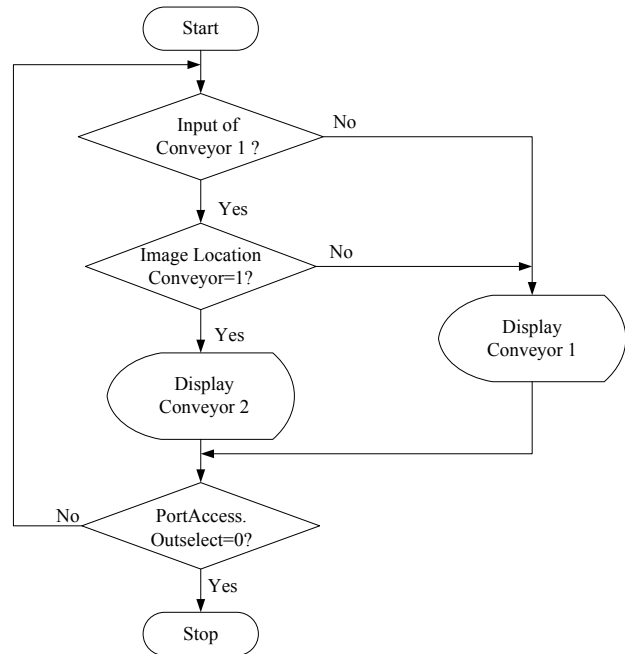 Start
Input of
Conveyor 1 ?
No
Yes
Image Location
Conveyor=1?
No
Yes
Display
Conveyor 1
Display
Conveyor 2
PortAccess.
Outselect=0?
No
Yes
Stop